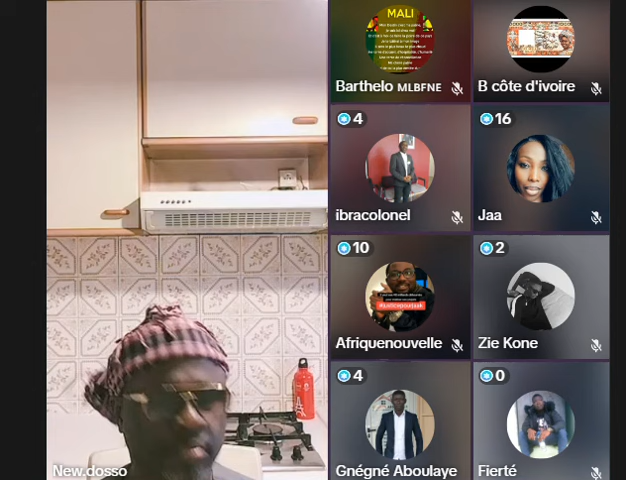 MALI
Barthelo MLBFNE
B côte d'ivoire
4
ibracolonel
16
Jaa
10
Afriquenouvelle
2
Zie Kone
4
Gnégné Aboulaye
0
Fierté
New.dosso